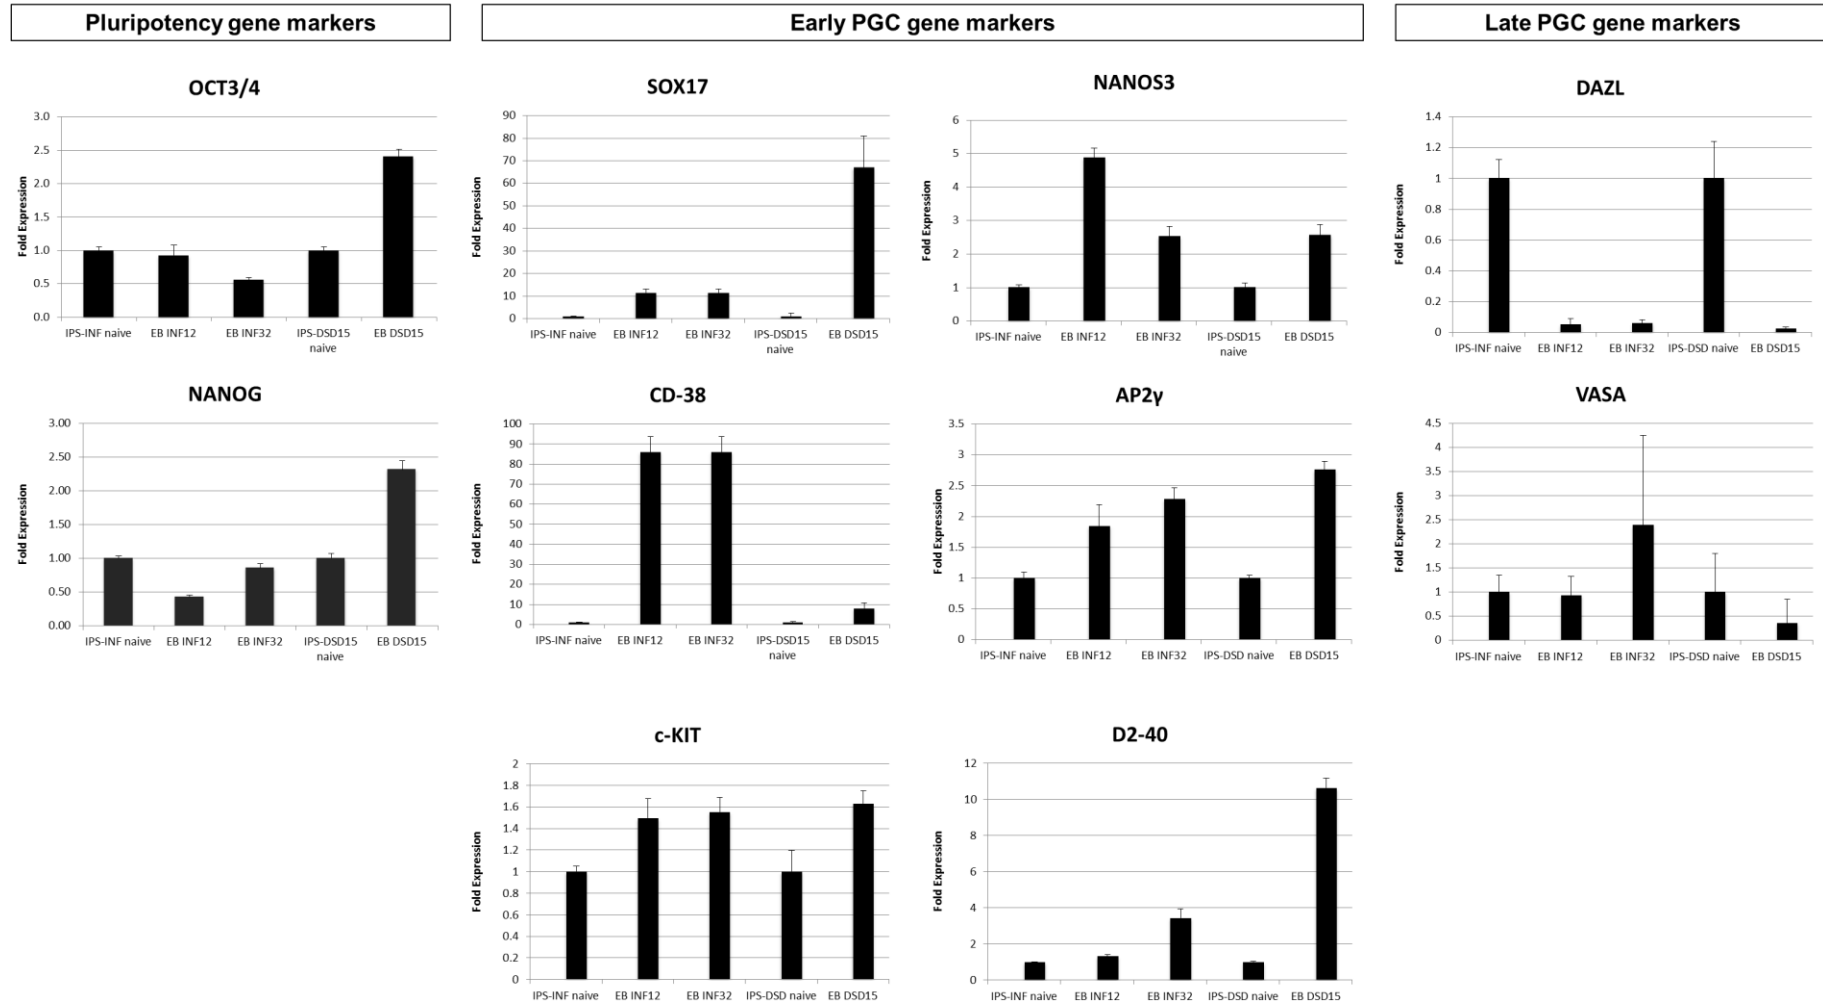 Pluripotency gene markers
Early PGC gene markers
Late PGC gene markers
OCT3/4
Fold Expression
3.0
2.5
2.0
1.5
1.0
0.5
0.0
IPS-INF naive EB INF12 EB INF32 IPS-DSD15 naive EB DSD15
SOX17
Fold Expression
90
80
70
60
50
40
30
20
10
0
IPS-INF naive EB INF12 EB INF32 IPS-DSD15 naive EB DSD15
NANOS3
Fold Expression
6
5
4
3
2
1
0
IPS-INF naive EB INF12 EB INF32 IPS-DSD15 naive EB DSD15
DAZL
Fold Expression
1.4
1.2
1
0.8
0.6
0.4
0.2
0
IPS-INF naive EB INF12 EB INF32 IPS-DSD naive EB DSD15
NANOG
Fold Expression
3.00
2.50
2.00
1.50
1.00
0.50
0.00
IPS-INF naive EB INF12 EB INF32 IPS-DSD15 naive EB DSD15
CD-38
Fold Expression
100
90
80
70
60
50
40
30
20
10
0
IPS-INF naive EB INF12 EB INF32 IPS-DSD15 naive EB DSD15
AP2γ
Fold Expresssion
3.5
3
2.5
2
1.5
1
0.5
0
IPS-INF naive EB INF12 EB INF32 IPS-DSD naive EB DSD15
VASA
Fold Expression
4.5
4
3.5
3
2.5
2
1.5
1
0.5
0
IPS-INF naive EB INF12 EB INF32 IPS-DSD naive EB DSD15
c-KIT
Fold Expression
2
1.8
1.6
1.4
1.2
1
0.8
0.6
0.4
0.2
0
IPS-INF naive EB INF12 EB INF32 IPS-DSD naive EB DSD15
D2-40
Fold Expression
12
10
8
6
4
2
0
IPS-INF naive EB INF12 EB INF32 IPS-DSD naive EB DSD15